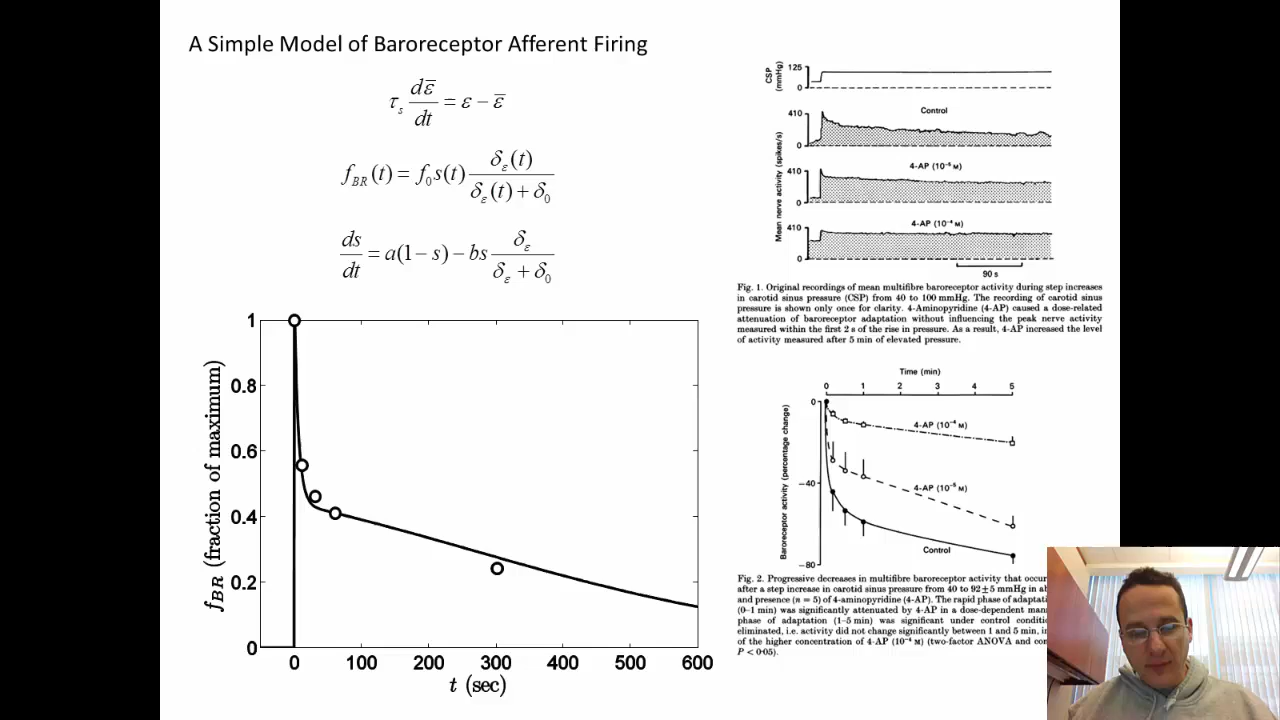 A Simple Model of Baroreceptor Afferent Firing
τ_s dε̅/dt = ε − ε̅
f_BR(t) = f_0 s(t) δ_ε(t) / (δ_ε(t) + δ_0)
ds/dt = a(1 − s) − bs δ_ε / (δ_ε + δ_0)
1
0.8
0.6
0.4
0.2
0
f_BR (fraction of maximum)
0 100 200 300 400 500 600
t (sec)
CSP (mmHg)
125
0
Control
410
0
Mean nerve activity (spikes/s)
4-AP (10⁻⁵ M)
410
0
4-AP (10⁻⁴ M)
410
0
90 s
Fig. 1. Original recordings of mean multifibre baroreceptor activity during step increases
in carotid sinus pressure (CSP) from 40 to 100 mmHg. The recording of carotid sinus
pressure is shown only once for clarity. 4-Aminopyridine (4-AP) caused a dose-related
attenuation of baroreceptor adaptation without influencing the peak nerve activity
measured within the first 2 s of the rise in pressure. As a result, 4-AP increased the level
of activity measured after 5 min of elevated pressure.
Time (min)
0 1 2 3 4 5
Baroreceptor activity (percentage change)
0
−40
−80
4-AP (10⁻⁴ M)
4-AP (10⁻⁵ M)
Control
Fig. 2. Progressive decreases in multifibre baroreceptor activity that occur
after a step increase in carotid sinus pressure from 40 to 92±5 mmHg in ab
and presence (n = 5) of 4-aminopyridine (4-AP). The rapid phase of adaptati
(0–1 min) was significantly attenuated by 4-AP in a dose-dependent man
phase of adaptation (1–5 min) was significant under control conditi
eliminated, i.e. activity did not change significantly between 1 and 5 min, i
of the higher concentration of 4-AP (10⁻⁴ M) (two-factor ANOVA and con
P < 0·05).